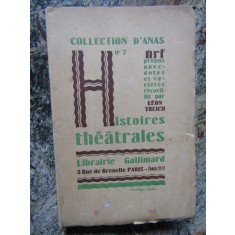 COLLECTION D'ANAS
N° 7
nrf
propos
anec-
dotes
et va-
riétés
recueil-
lis par
LÉON
TREICH
Histoires
théâtrales
Librairie Gallimard
3 Rue de Grenelle PARIS